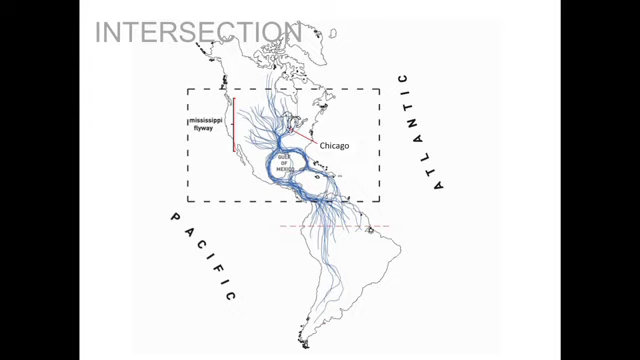 INTERSECTION
ATLANTIC
mississippi
flyway
Chicago
GULF
OF
MEXICO
PACIFIC